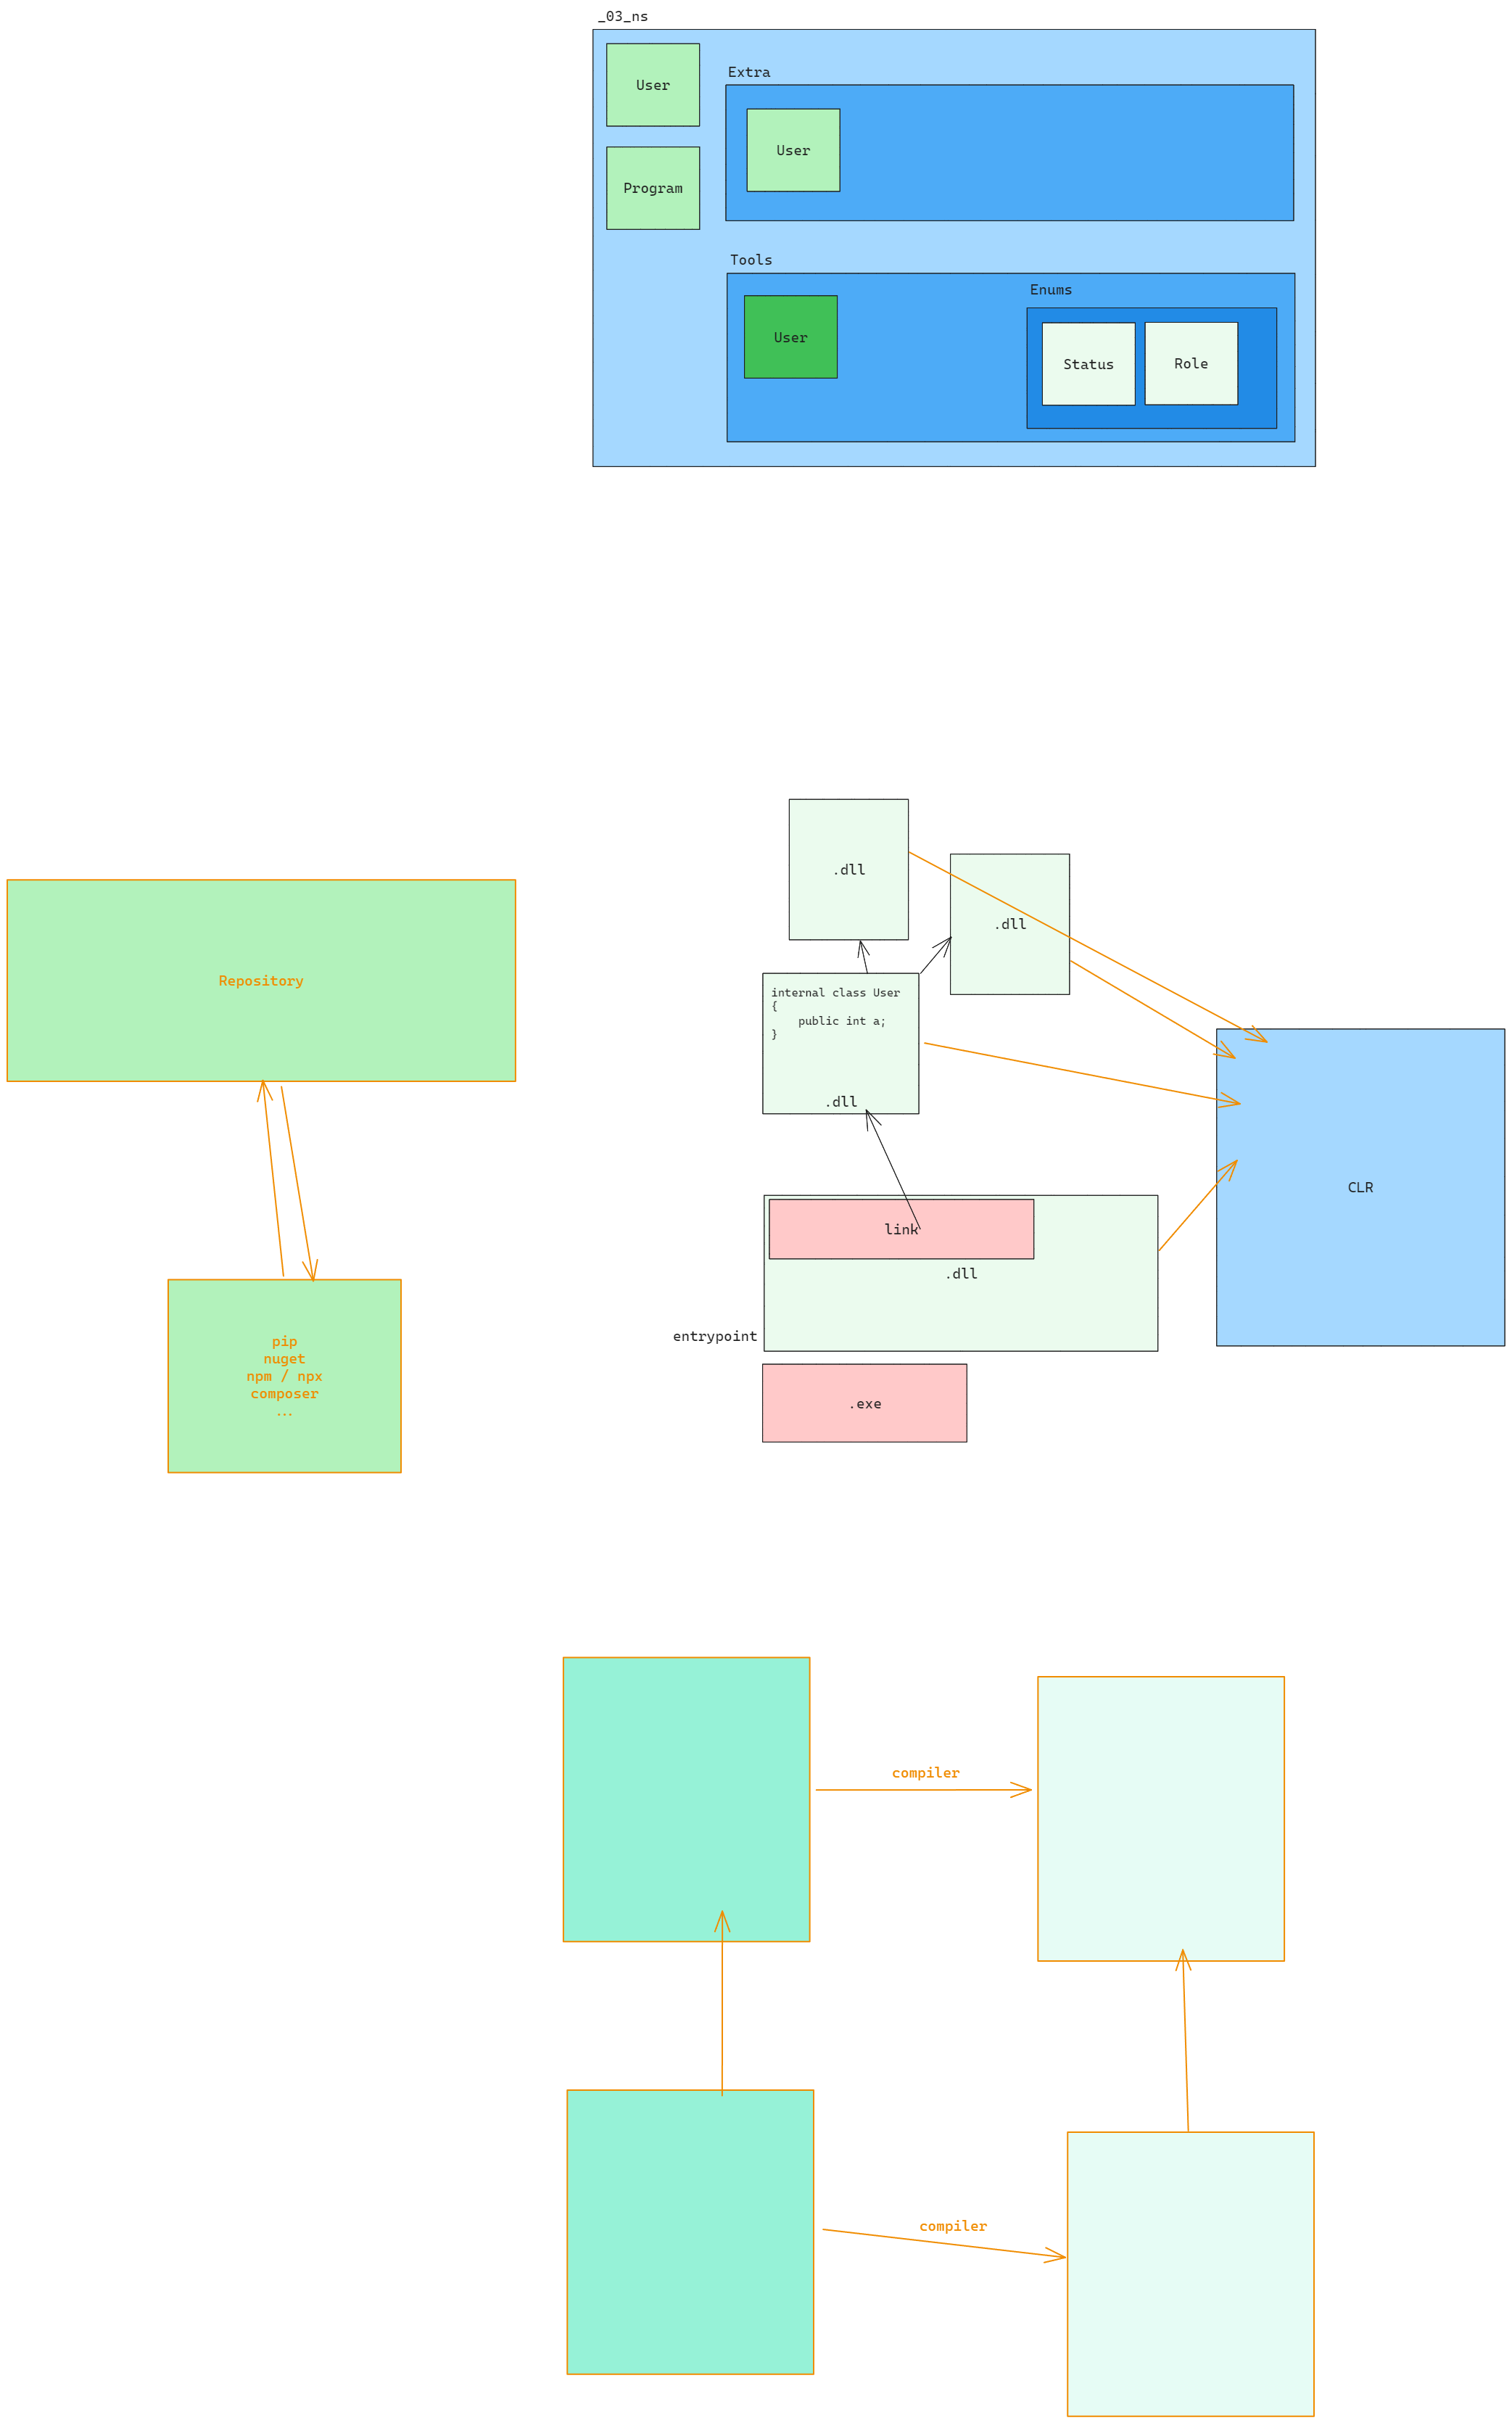 _03_ns
User
Extra
User
Program
Tools
Enums
User
Status
Role
.dll
.dll
Repository
internal class User
{
    public int a;
}
.dll
CLR
link
.dll
entrypoint
pip
nuget
npm / npx
composer
...
.exe
compiler
compiler